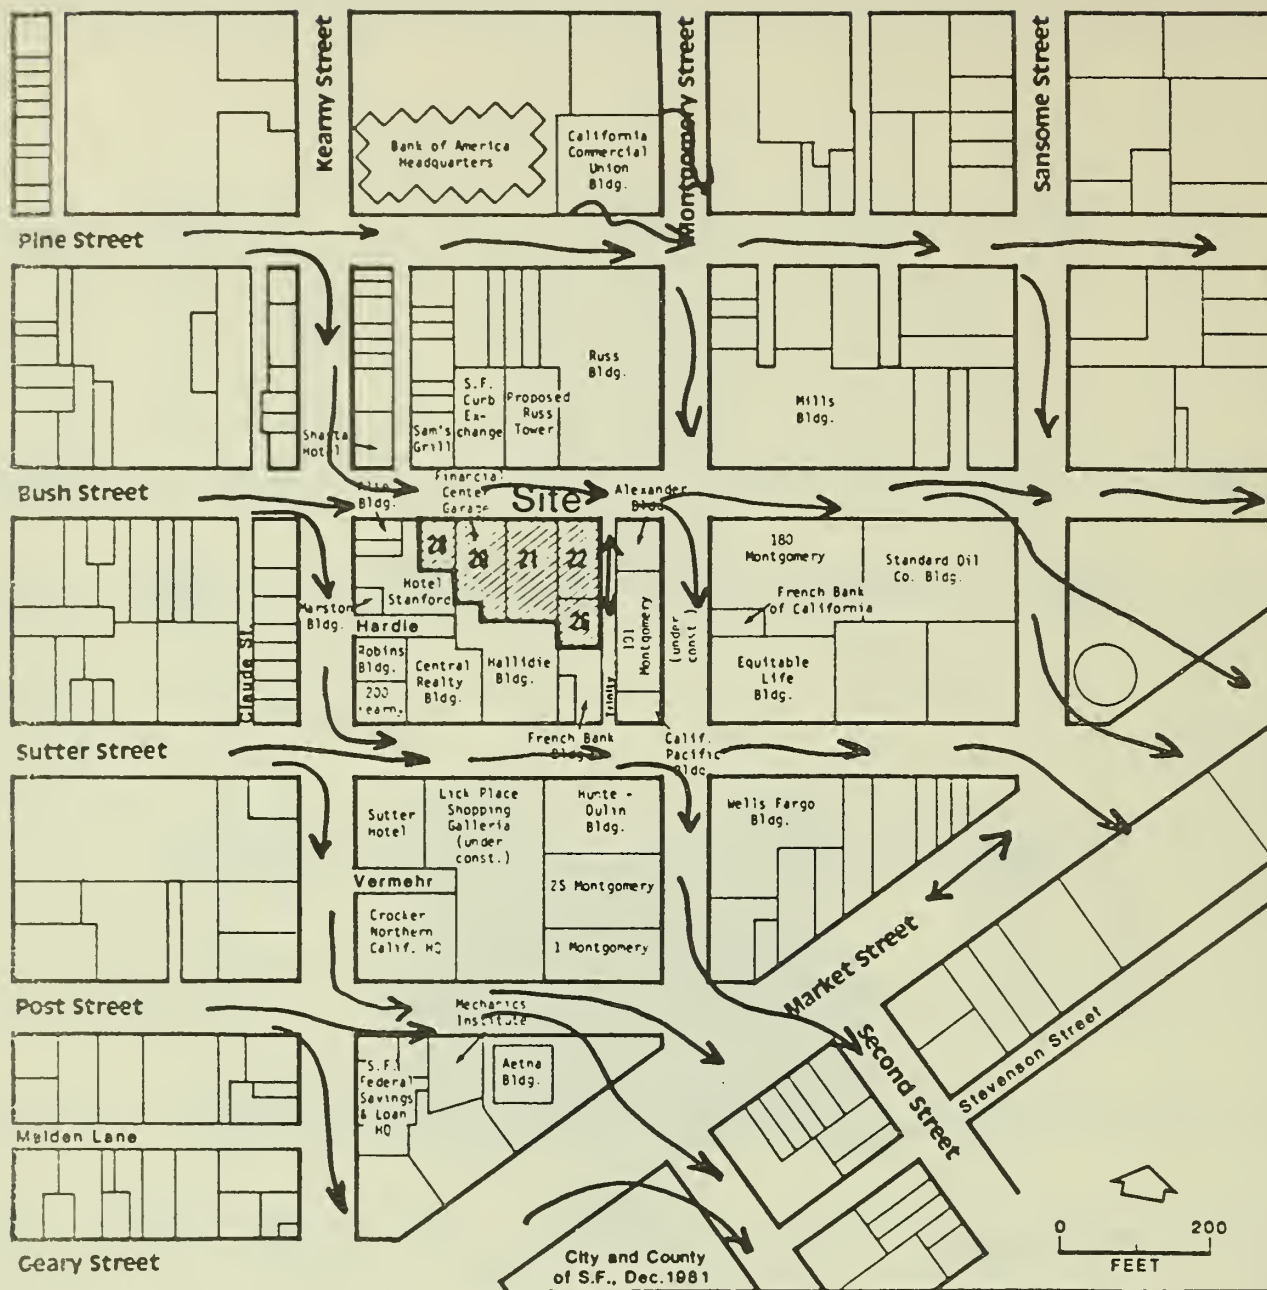 Kearny Street
Montgomery Street
Sansome Street
Bank of America
Headquarters
California
Commercial
Union
Bldg.
Pine Street
Russ
Bldg.
S.F.
Curb
Ex-
change
Proposed
Russ
Tower
Sam's
Grill
Mills
Bldg.
Shasta
Hotel
Bush Street
Bldg.
Financial
Center
Garage
Site
Alexander
Bldg.
28
20
21
22
26
Hotel
Stanford
Marston
Bldg.
Hardie
Robins
Bldg.
200
Kearny
Central
Realty
Bldg.
Hallidie
Bldg.
Trinity
101
Montgomery
(under
const.)
180
Montgomery
Standard Oil
Co. Bldg.
French Bank
of California
Equitable
Life
Bldg.
Claude St.
Sutter Street
French Bank
Bldg.
Calif.
Pacific
Bldg.
Sutter
Hotel
Lick Place
Shopping
Galleria
(under
const.)
Hunte -
Dulin
Bldg.
Wells Fargo
Bldg.
Vermehr
25 Montgomery
Crocker
Northern
Calif. HQ
1 Montgomery
Market Street
Post Street
Mechanics
Institute
Second Street
Stevenson Street
S.F.
Federal
Savings
& Loan
HQ
Aetna
Bldg.
Maiden Lane
Geary Street
City and County
of S.F., Dec.1981
0 200
FEET